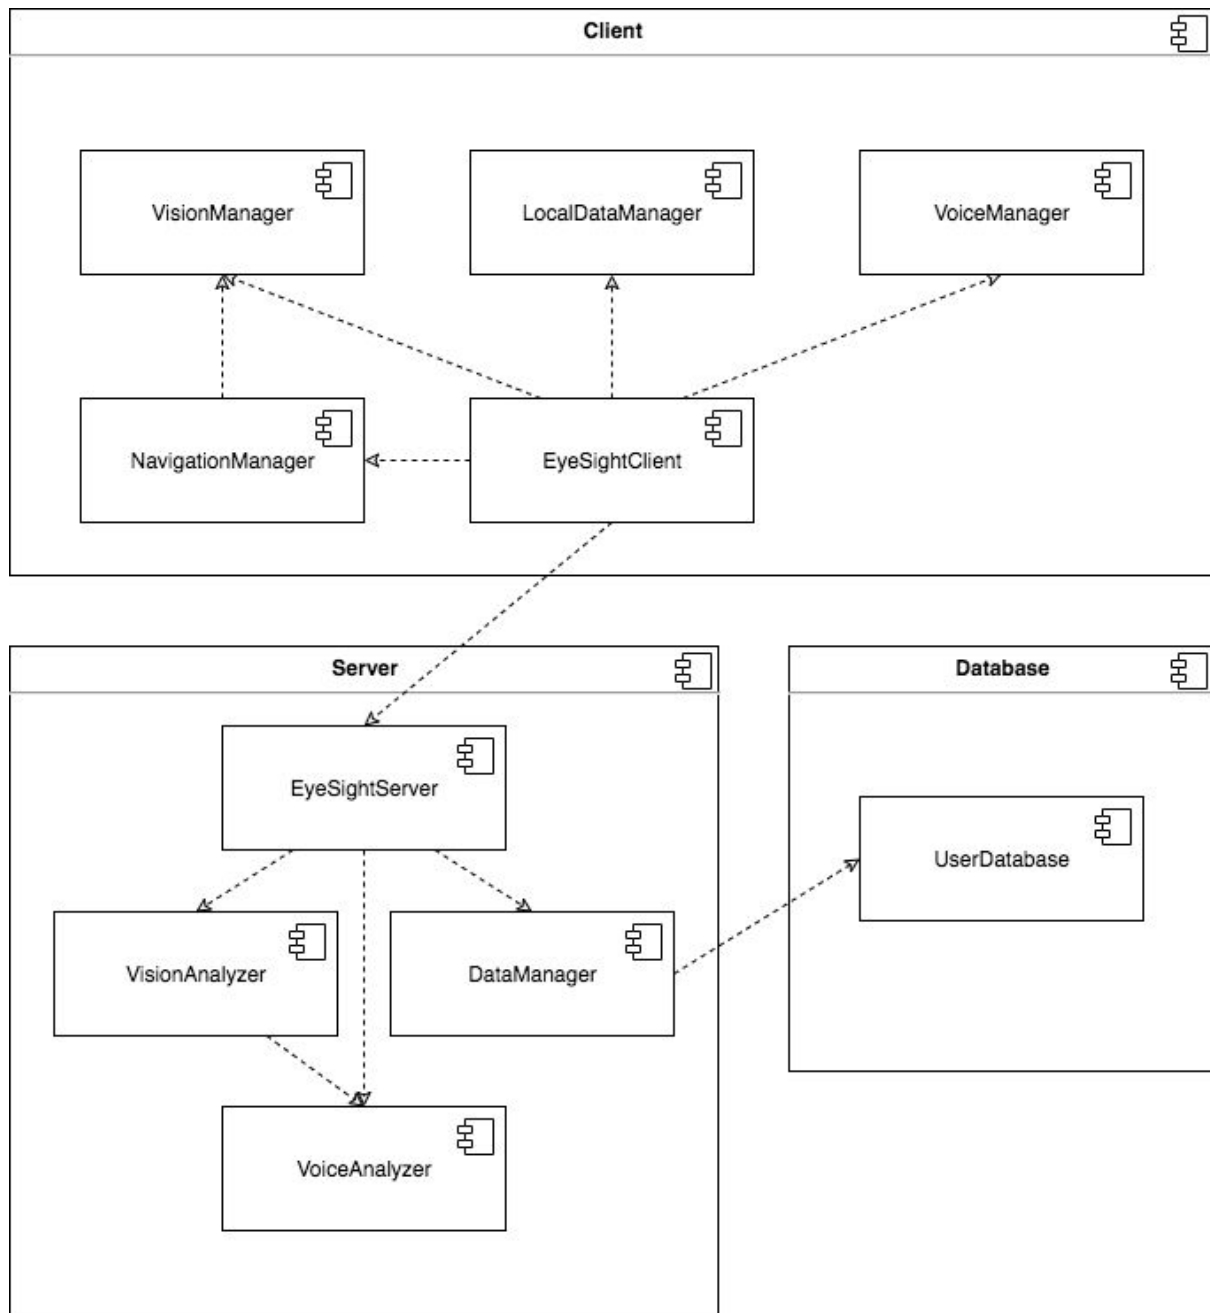 Client
VisionManager
LocalDataManager
VoiceManager
NavigationManager
EyeSightClient
Server
Database
EyeSightServer
UserDatabase
VisionAnalyzer
DataManager
VoiceAnalyzer